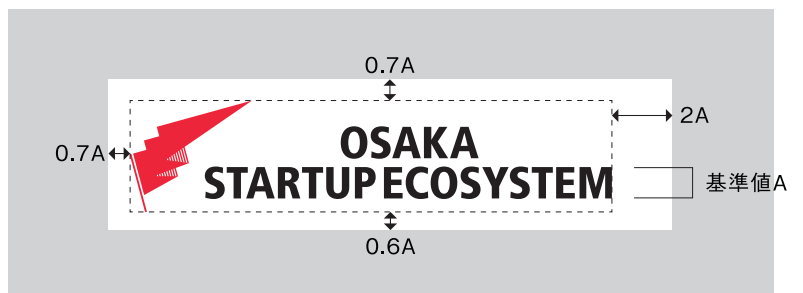 0.7A
0.7A
2A
OSAKA
STARTUP ECOSYSTEM
基準値A
0.6A